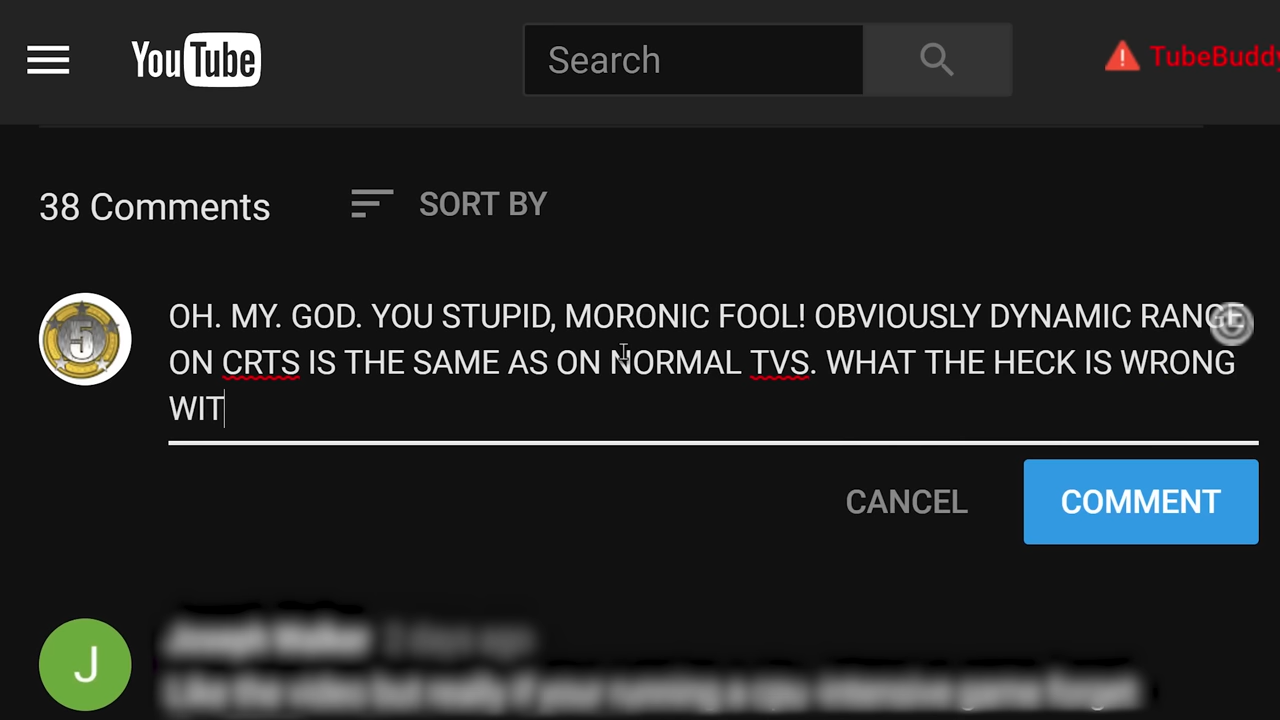 YouTube
Search
TubeBuddy
38 Comments
SORT BY
5
OH. MY. GOD. YOU STUPID, MORONIC FOOL! OBVIOUSLY DYNAMIC RANGE
ON CRTS IS THE SAME AS ON NORMAL TVS. WHAT THE HECK IS WRONG
WIT
CANCEL
COMMENT
J